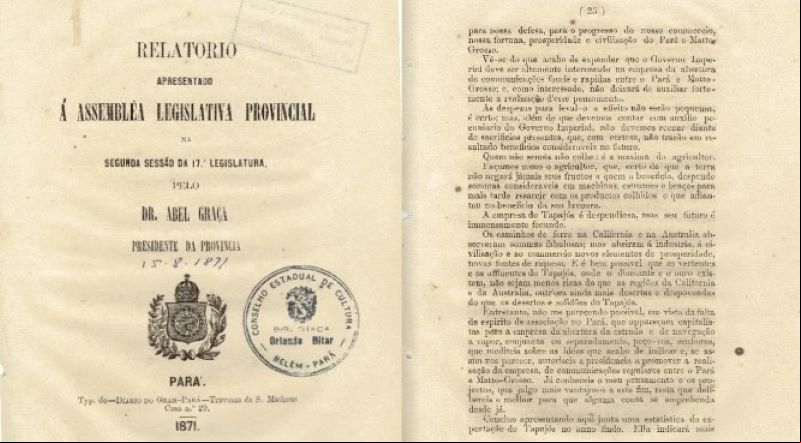 RELATORIO
APRESENTADO
Á ASSEMBLÉA LEGISLATIVA PROVINCIAL
NA
SEGUNDA SESSÃO DA 17.ª LEGISLATURA,
PELO
DR. ABEL GRAÇA
PRESIDENTE DA PROVINCIA
15-8-1871
CONSELHO ESTADUAL DE CULTURA
BIBLIOTECA
Orlando Bitar
BELÉM - PARÁ
PARÁ.
Typ. do—DIARIO DO GRAN-PARÁ—Travessa de S. Matheus
Casa n.º 29.
1871.
( 25 )
para nossa defesa, para o progresso do nosso commercio,
nossa fortuna, prosperidade e civilisação do Pará e Matto-
Grosso.
Vê-se do que acabo de expender que o Governo Impe-
rial deve ser altamente interessado na empresa da abertura
de communicações faceis e rapidas entre o Pará e Matto-
Grosso; e, como interessado, não deixará de auxiliar forte-
mente a realisação d'esse pensamento.
As despezas para leval-o a effeito não serão pequenas,
é certo; mas, além de que devemos contar com auxilio pe-
cuniario do Governo Imperial, não devemos recuar diante
de sacrificios presentes, que, com certeza, não trarão em re-
sultado beneficios consideraveis no futuro.
Quem não semêa não colhe: é a maxima do agricultor.
Façamos como o agricultor, que, certo de que a terra
não negará jámais seus fructos a quem a beneficia, despende
sommas consideraveis em machinas, estrumes e braços para
mais tarde resarcir com os productos colhidos o que adian-
tou no beneficio da sua lavoura.
A empresa do Tapajós é despendiosa, mas seu futuro é
immensamente fecundo.
Os caminhos de ferro na California e na Australia ab-
sorveram sommas fabulosas; mas abriram á industria, á ci-
vilisação e ao commercio novos elementos de prosperidade,
novas fontes de riquesa. E é bem possivel que as vertentes
e os affluentes do Tapajós, onde o diamante e o ouro exis-
tem, não sejam menos ricas do que as regiões da California
e da Australia, outr'ora ainda mais desertas e despovoadas
do que os desertos e solidões do Tapajós.
Entretanto, não me parecendo possivel, em vista da falta
de espirito de associação no Pará, que appareçam capitalis-
tas para a empresa da abertura da estrada e de navegação
a vapor, conjuncta ou separadamente, peço-vos, senhores,
que mediteis sobre as idéas que acabo de indicar e, se as-
sim vos parecer, autoriseis a presidencia a promover a reali-
sação da empresa, de communicações regulares entre o Pará
e Matto-Grosso. Já conheceis o meu pensamento e os pro-
jectos, que julgo mais vantajosos a este fim, resta que deli-
bereis o melhor para que alguma cousa se emprehenda
desde já.
Concluo apresentando aqui junta uma estatistica da ex-
portação do Tapajós no anno findo. Ella indicará mais